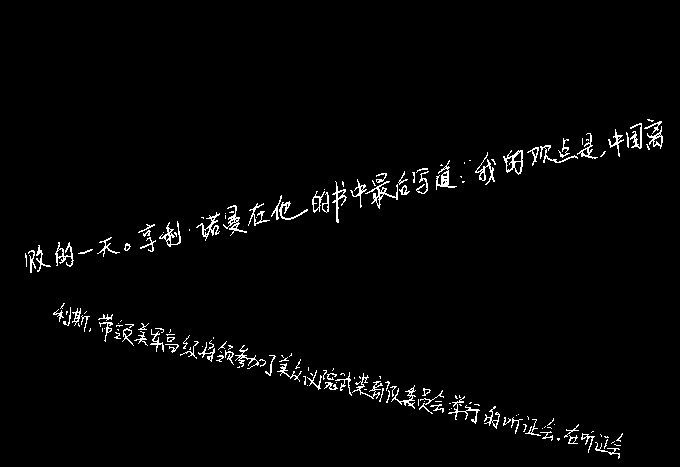 败的一天。亨利·诺曼在他的书中最后写道：“我的观点是，中国离
利斯，带领美军高级将领参加了美众议院武装部队委员会举行的听证会。在听证会